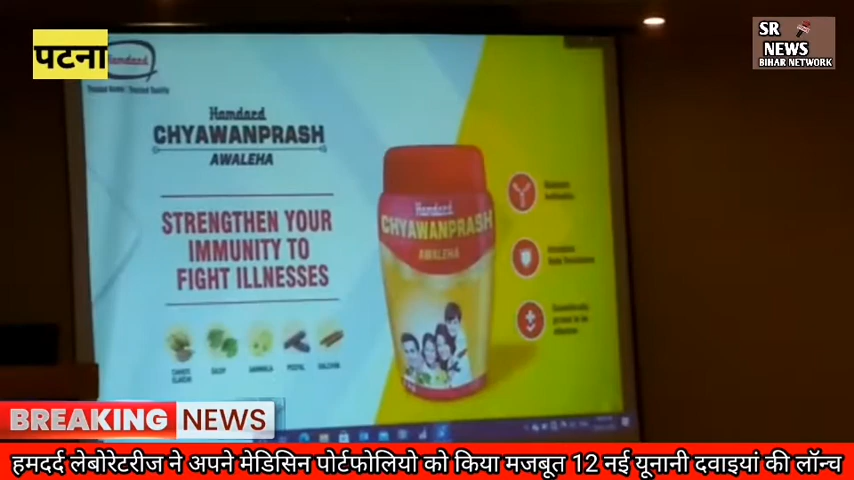 पटना
Hamdard
SR
NEWS
BIHAR NETWORK
Hamdard
CHYAWANPRASH
AWALEHA
STRENGTHEN YOUR
IMMUNITY TO
FIGHT ILLNESSES
Hamdard
CHYAWANPRASH
AWALEHA
BREAKING NEWS
हमदर्द लेबोरेटरीज ने अपने मेडिसिन पोर्टफोलियो को किया मजबूत 12 नई यूनानी दवाइयां की लॉन्च